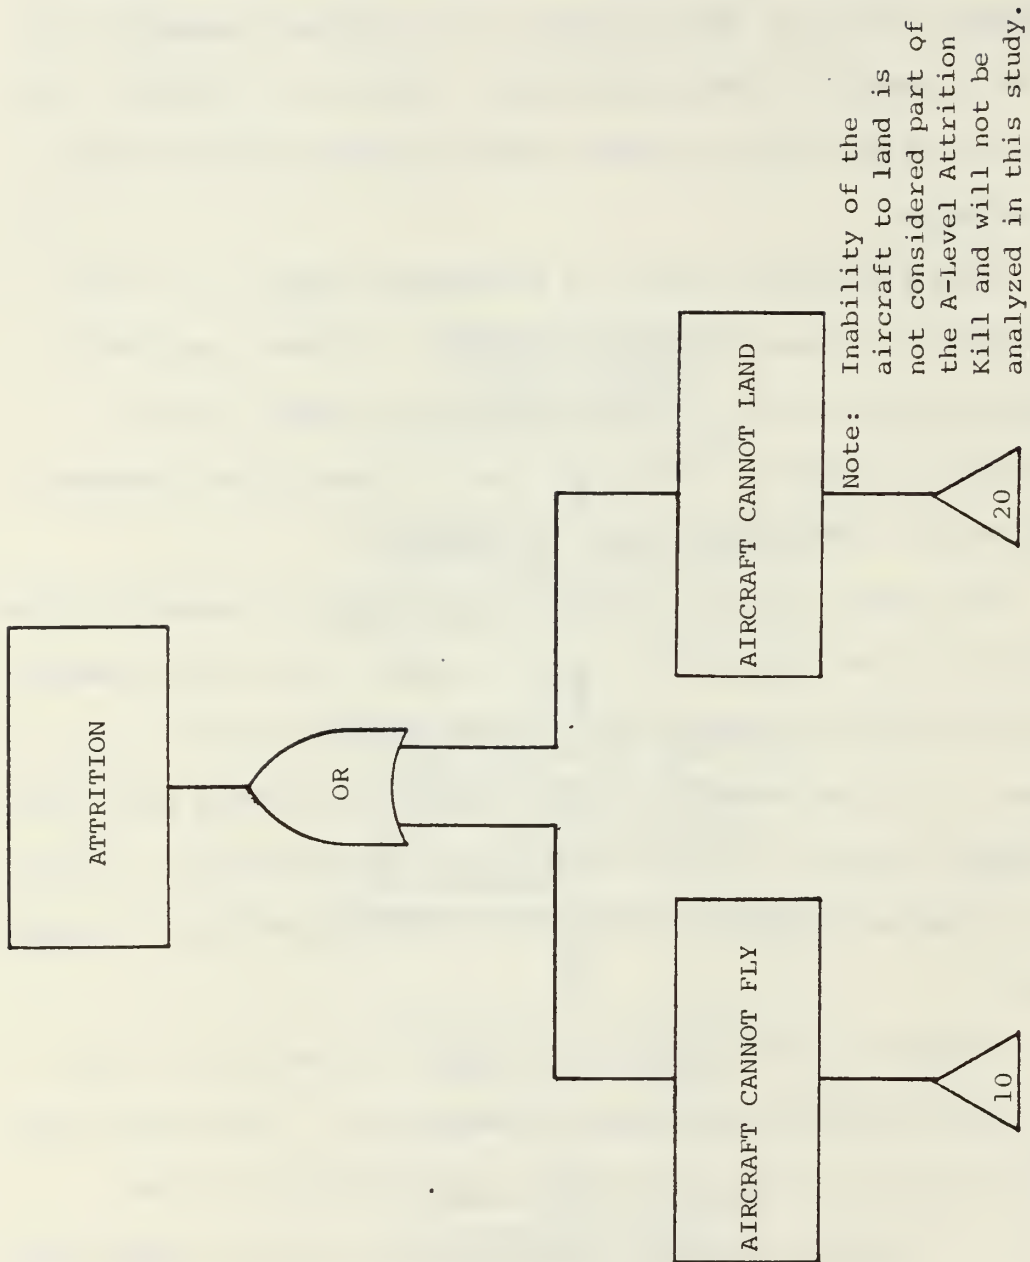 ATTRITION
OR
AIRCRAFT CANNOT FLY
AIRCRAFT CANNOT LAND
10
20
Note: Inability of the
aircraft to land is
not considered part of
the A-Level Attrition
Kill and will not be
analyzed in this study.